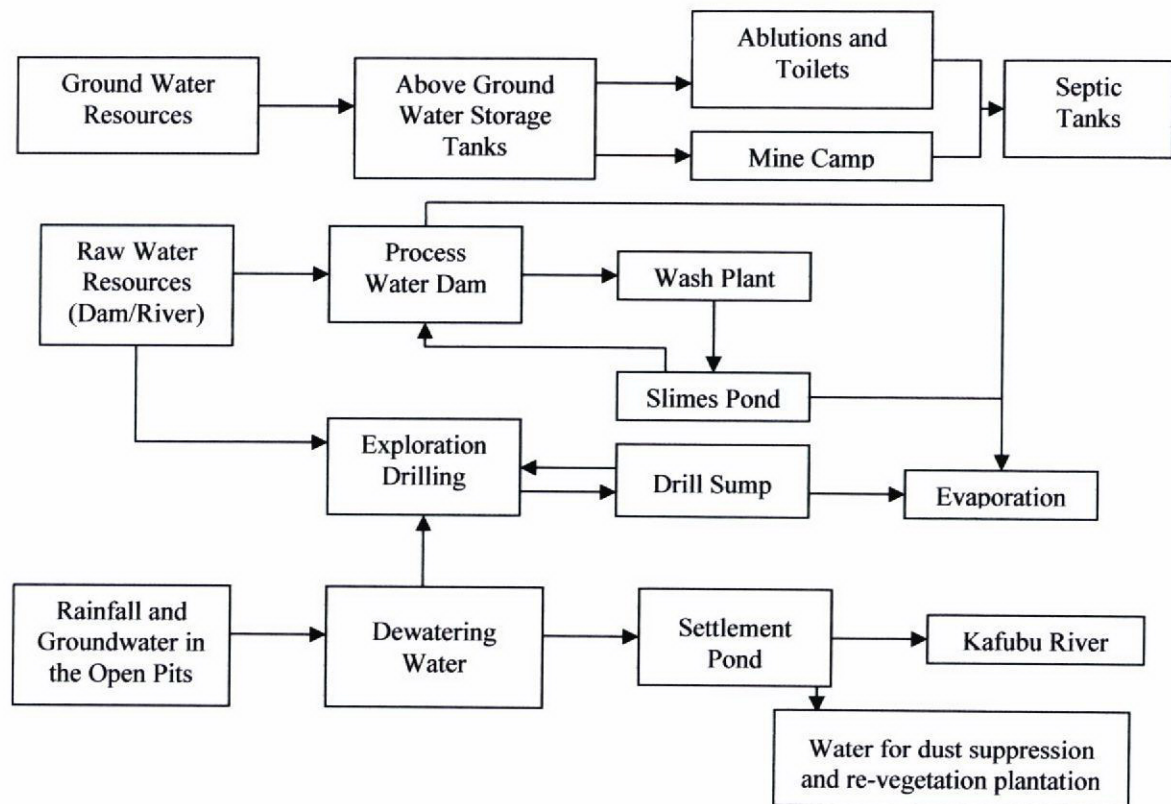 Ground Water
Resources
Above Ground
Water Storage
Tanks
Ablutions and
Toilets
Mine Camp
Septic
Tanks
Raw Water
Resources
(Dam/River)
Process
Water Dam
Wash Plant
Slimes Pond
Exploration
Drilling
Drill Sump
Evaporation
Rainfall and
Groundwater in
the Open Pits
Dewatering
Water
Settlement
Pond
Kafubu River
Water for dust suppression
and re-vegetation plantation